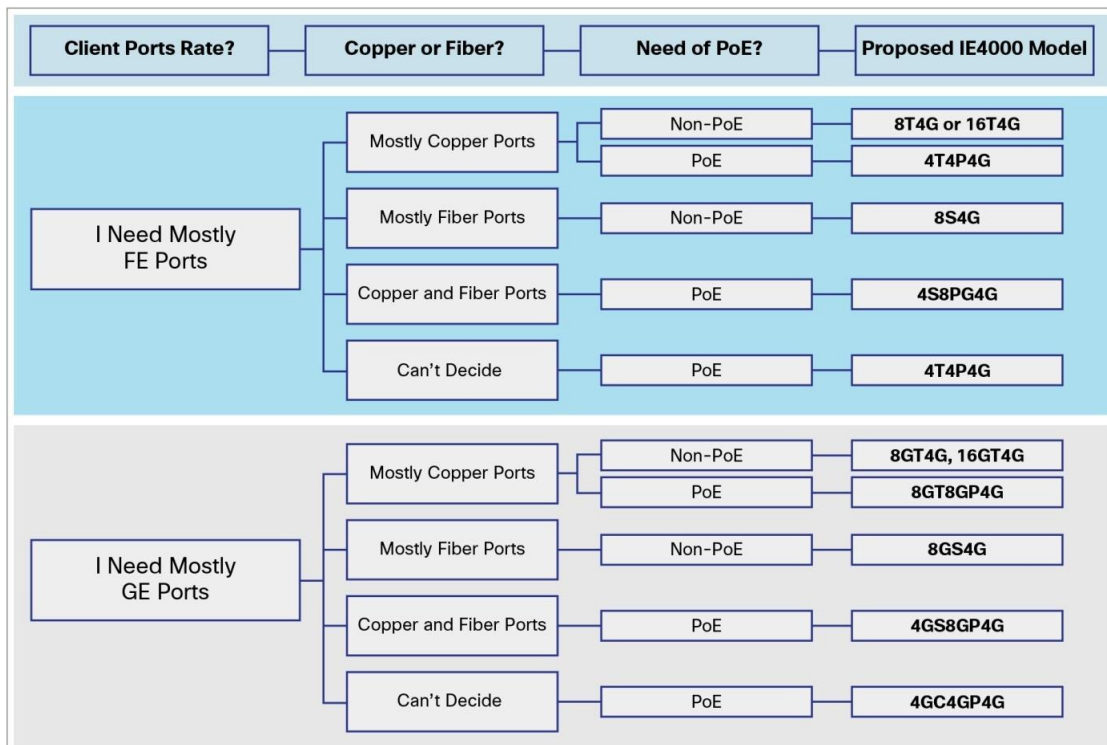 Client Ports Rate?
Copper or Fiber?
Need of PoE?
Proposed IE4000 Model
I Need Mostly
FE Ports
Mostly Copper Ports
Non-PoE
8T4G or 16T4G
PoE
4T4P4G
Mostly Fiber Ports
Non-PoE
8S4G
Copper and Fiber Ports
PoE
4S8PG4G
Can't Decide
PoE
4T4P4G
I Need Mostly
GE Ports
Mostly Copper Ports
Non-PoE
8GT4G, 16GT4G
PoE
8GT8GP4G
Mostly Fiber Ports
Non-PoE
8GS4G
Copper and Fiber Ports
PoE
4GS8GP4G
Can't Decide
PoE
4GC4GP4G